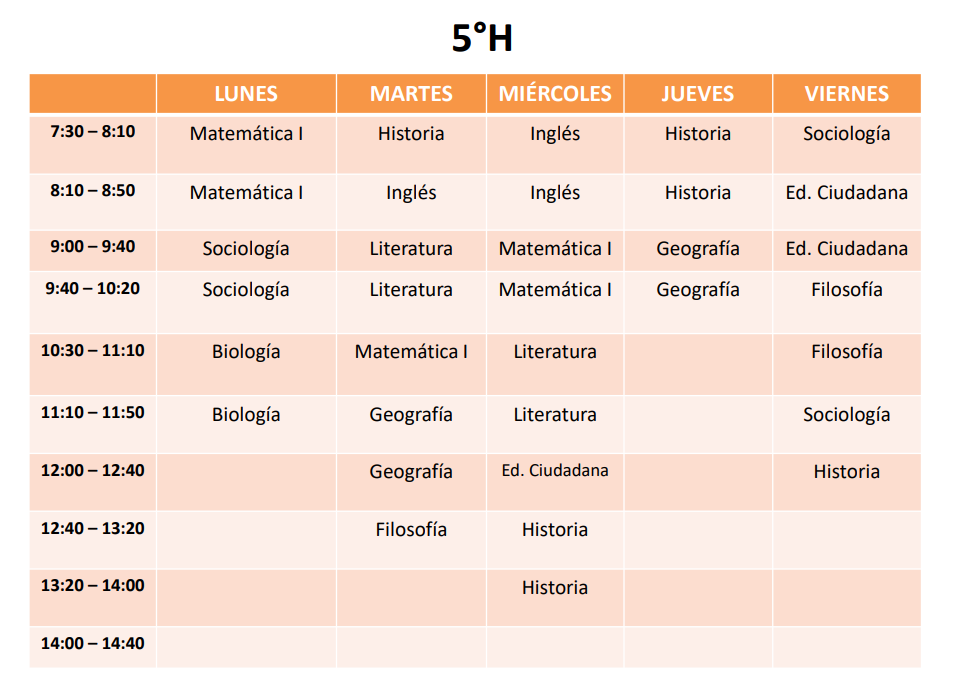 5°H
LUNES MARTES MIÉRCOLES JUEVES VIERNES
7:30 – 8:10 Matemática I Historia Inglés Historia Sociología
8:10 – 8:50 Matemática I Inglés Inglés Historia Ed. Ciudadana
9:00 – 9:40 Sociología Literatura Matemática I Geografía Ed. Ciudadana
9:40 – 10:20 Sociología Literatura Matemática I Geografía Filosofía
10:30 – 11:10 Biología Matemática I Literatura Filosofía
11:10 – 11:50 Biología Geografía Literatura Sociología
12:00 – 12:40 Geografía Ed. Ciudadana Historia
12:40 – 13:20 Filosofía Historia
13:20 – 14:00 Historia
14:00 – 14:40